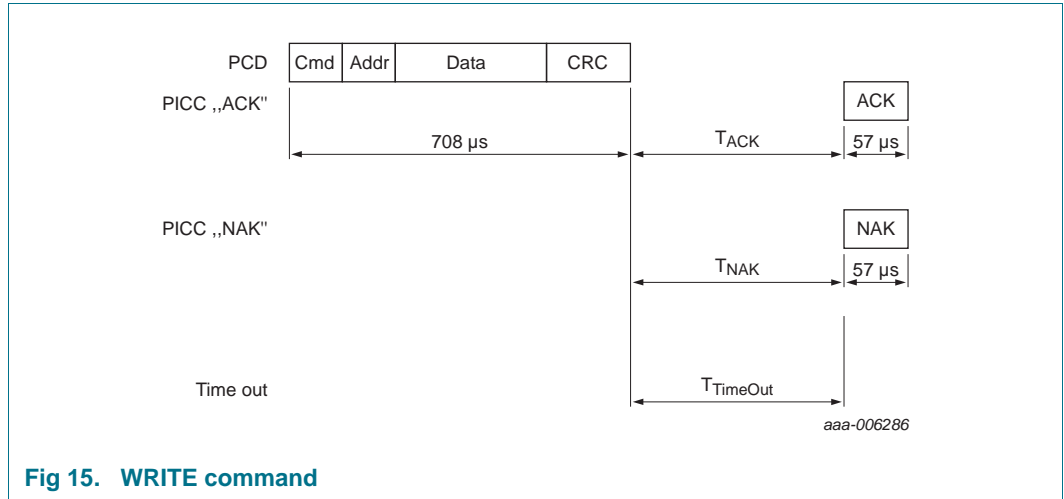 PCD Cmd Addr Data CRC
PICC ,,ACK" ACK
708 µs TACK 57 µs
PICC ,,NAK" NAK
TNAK 57 µs
Time out TTimeOut
aaa-006286
Fig 15. WRITE command